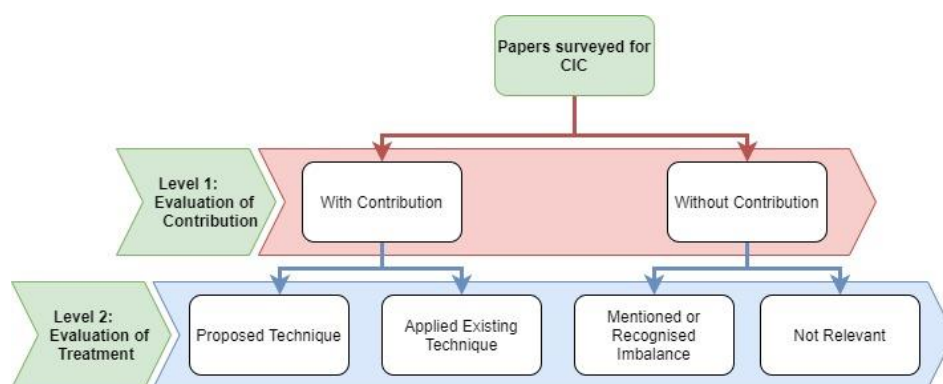 Papers surveyed for
CIC
Level 1:
Evaluation of
Contribution
With Contribution
Without Contribution
Level 2:
Evaluation of
Treatment
Proposed Technique
Applied Existing
Technique
Mentioned or
Recognised
Imbalance
Not Relevant